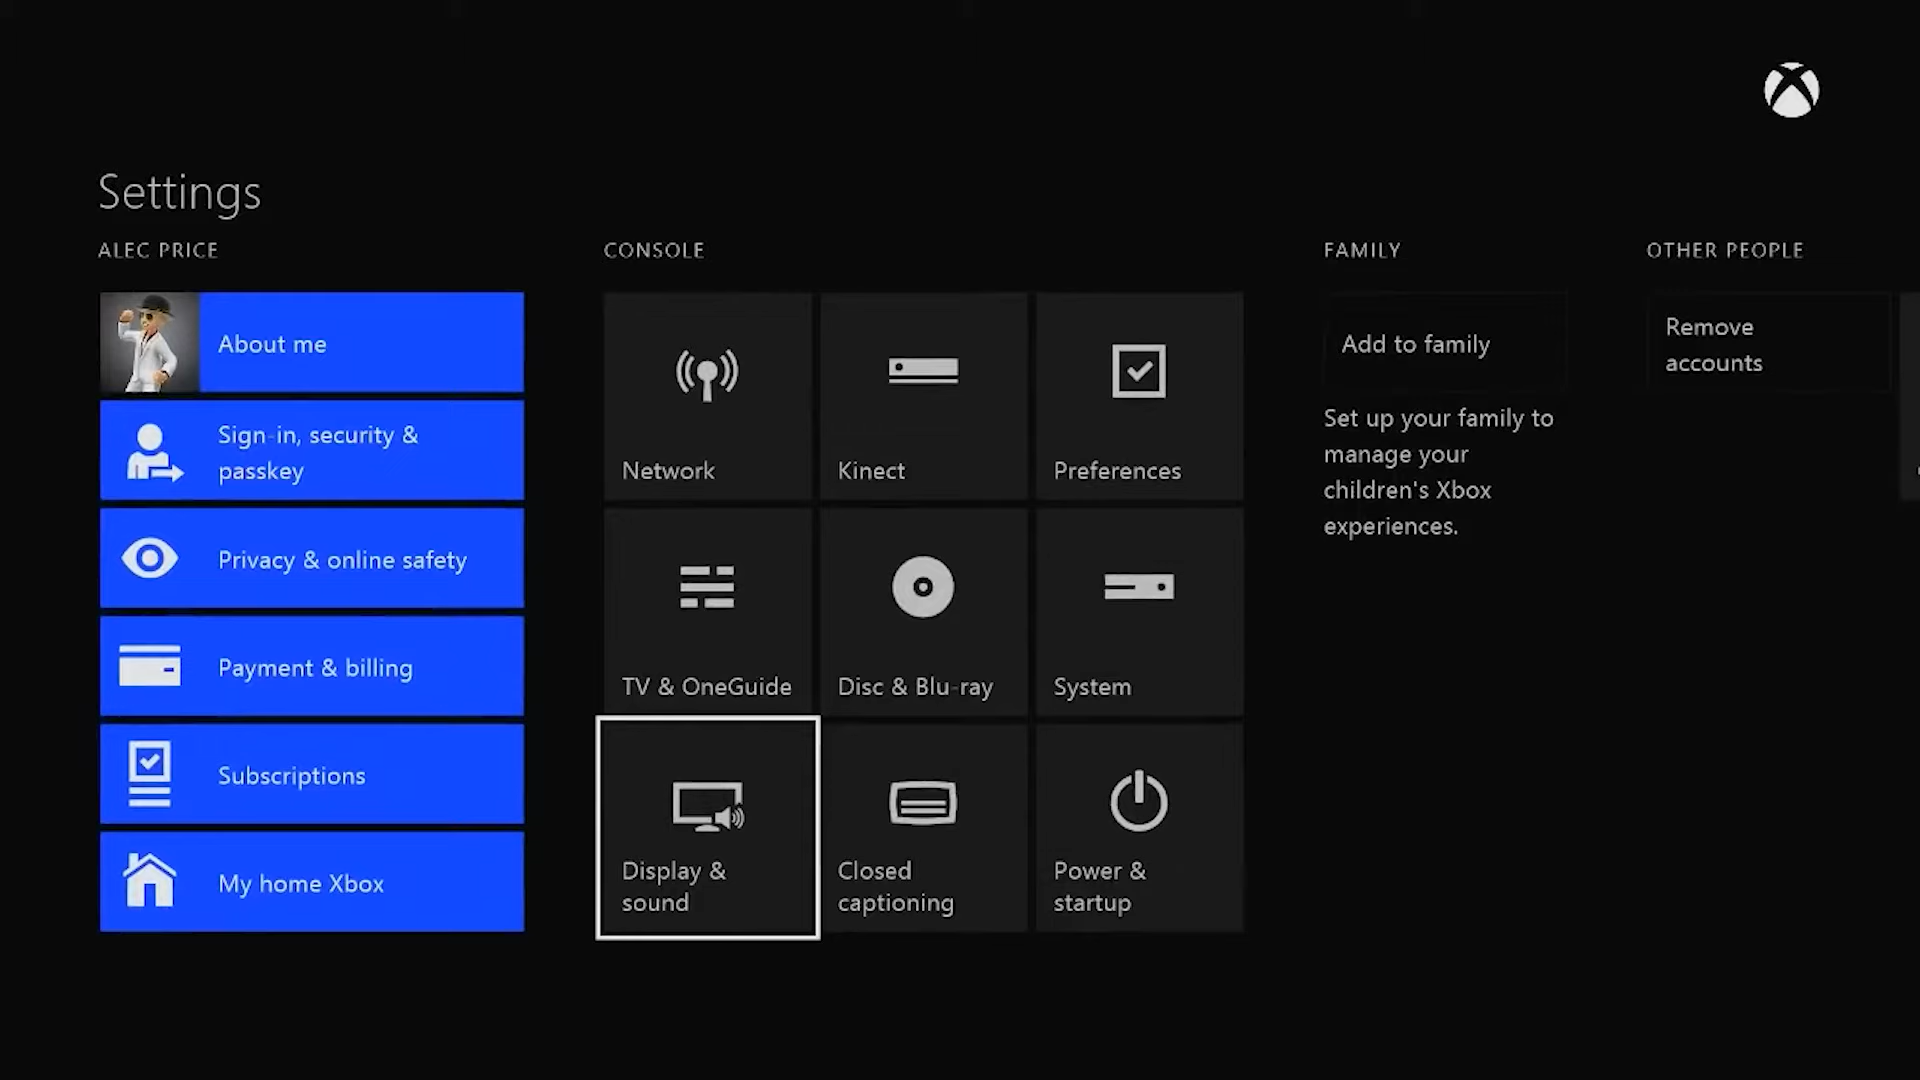 Settings
ALEC PRICE
About me
Sign-in, security &
passkey
Privacy & online safety
Payment & billing
Subscriptions
My home Xbox
CONSOLE
Network
Kinect
Preferences
TV & OneGuide
Disc & Blu-ray
System
Display &
sound
Closed
captioning
Power &
startup
FAMILY
Add to family
Set up your family to
manage your
children's Xbox
experiences.
OTHER PEOPLE
Remove
accounts